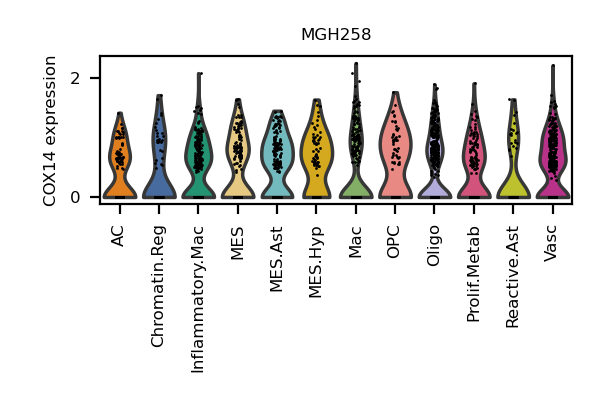 MGH258
COX14 expression
2
0
AC
Chromatin.Reg
Inflammatory.Mac
MES
MES.Ast
MES.Hyp
Mac
OPC
Oligo
Prolif.Metab
Reactive.Ast
Vasc